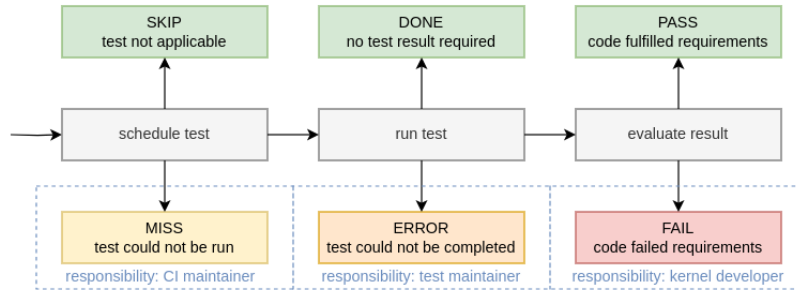 SKIP
test not applicable
DONE
no test result required
PASS
code fulfilled requirements
schedule test
run test
evaluate result
MISS
test could not be run
ERROR
test could not be completed
FAIL
code failed requirements
responsibility: CI maintainer
responsibility: test maintainer
responsibility: kernel developer